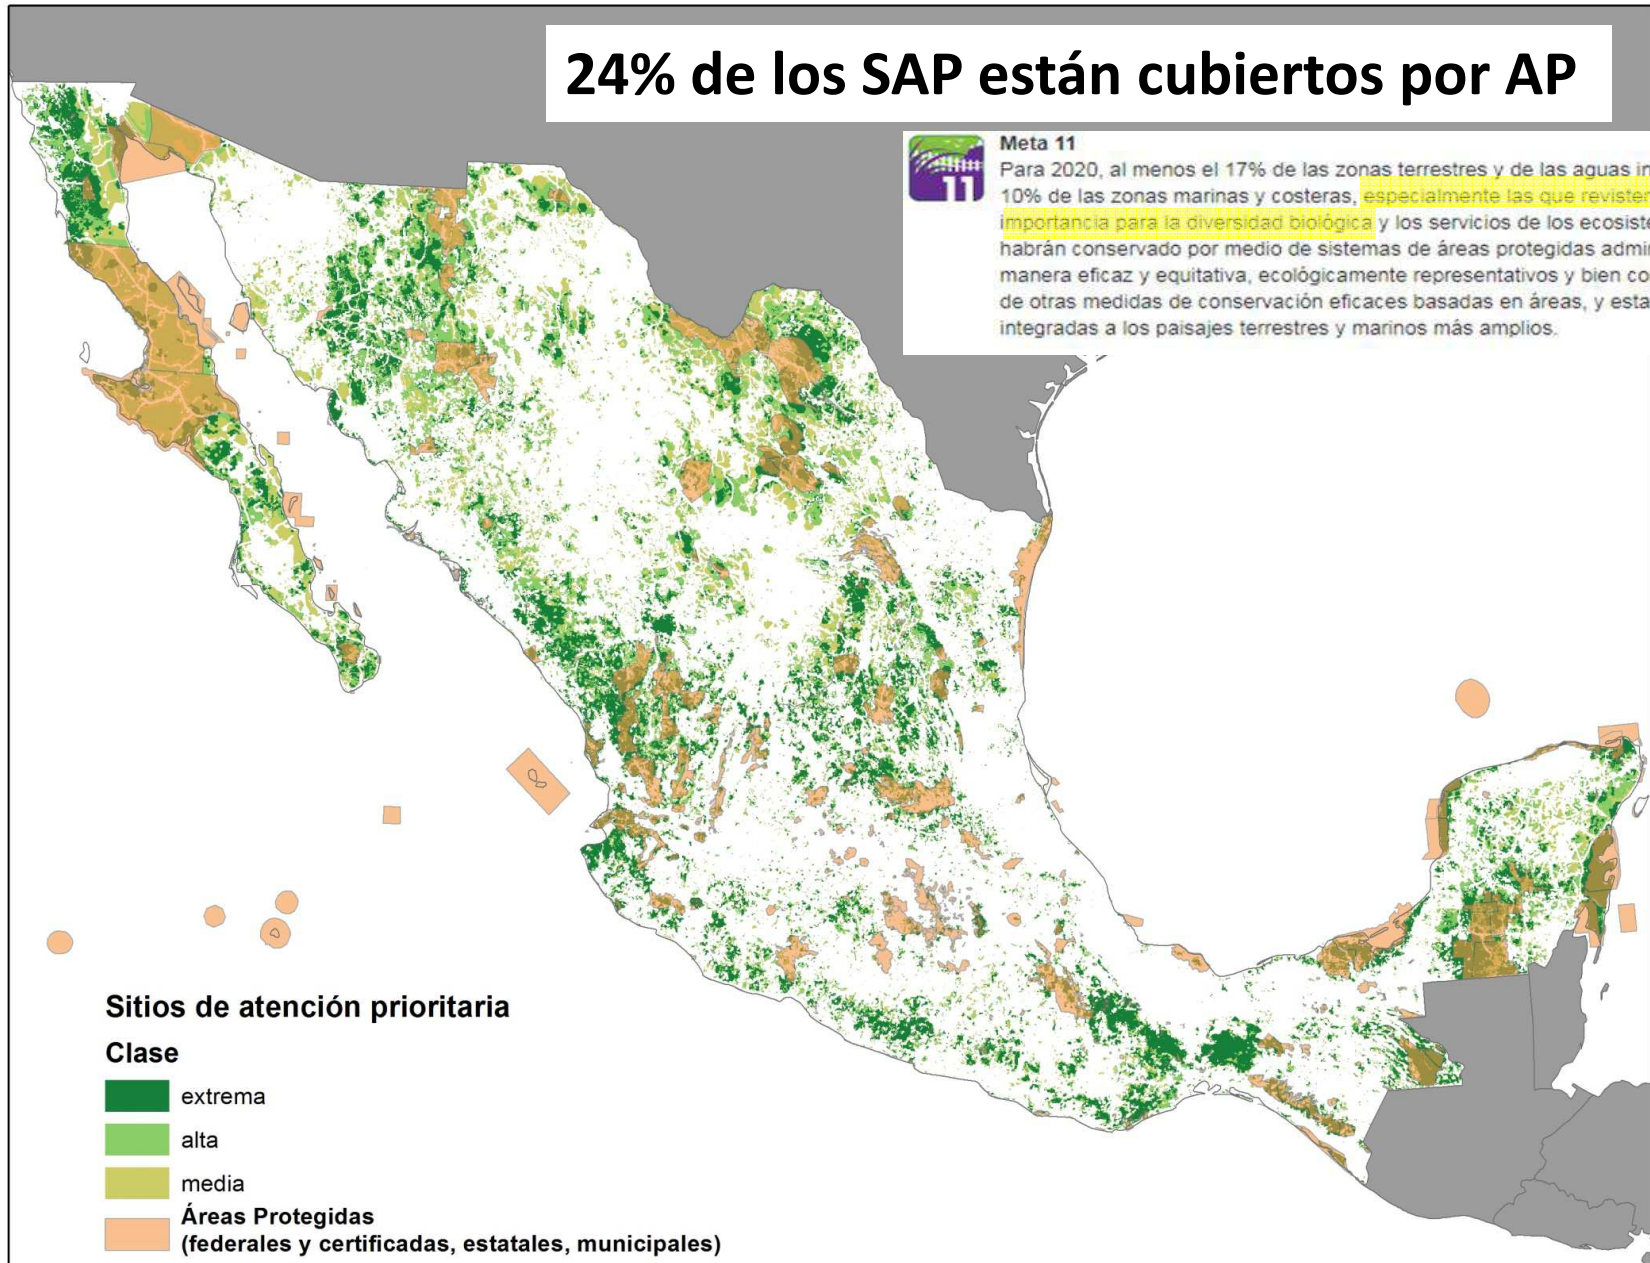 24% de los SAP están cubiertos por AP
11
Meta 11
Para 2020, al menos el 17% de las zonas terrestres y de las aguas in
10% de las zonas marinas y costeras, especialmente las que revisten
importancia para la diversidad biológica y los servicios de los ecosiste
habrán conservado por medio de sistemas de áreas protegidas admi
manera eficaz y equitativa, ecológicamente representativos y bien co
de otras medidas de conservación eficaces basadas en áreas, y esta
integradas a los paisajes terrestres y marinos más amplios.
Sitios de atención prioritaria
Clase
extrema
alta
media
Áreas Protegidas
(federales y certificadas, estatales, municipales)